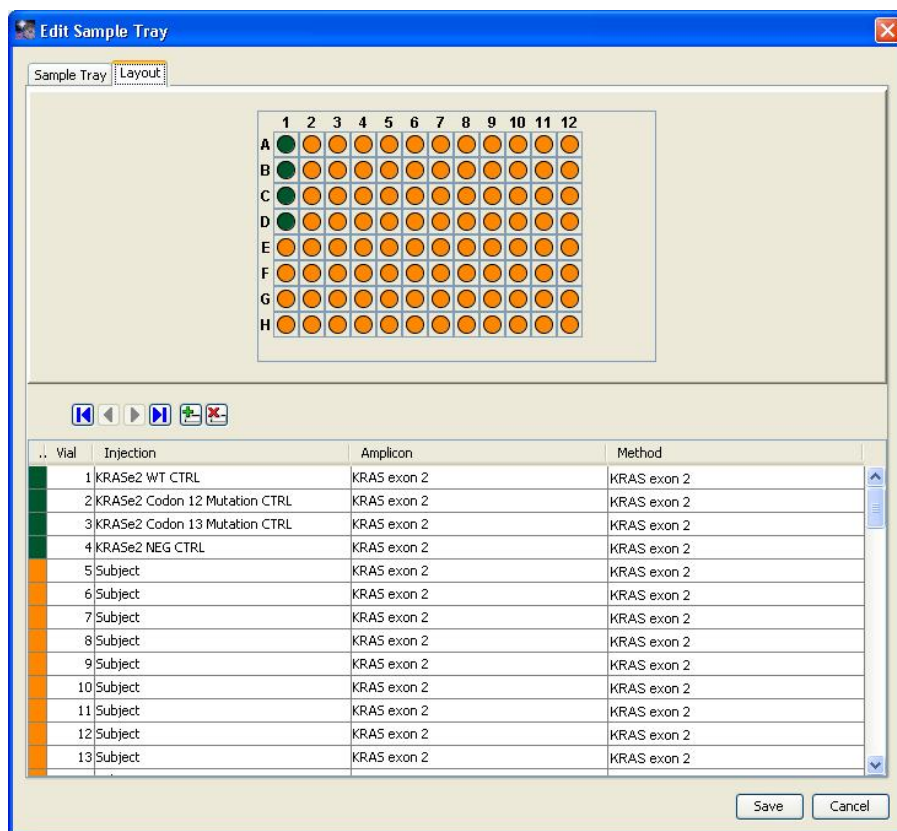 Edit Sample Tray
Sample Tray Layout
1 2 3 4 5 6 7 8 9 10 11 12
A
B
C
D
E
F
G
H
.. Vial Injection Amplicon Method
1 KRASe2 WT CTRL KRAS exon 2 KRAS exon 2
2 KRASe2 Codon 12 Mutation CTRL KRAS exon 2 KRAS exon 2
3 KRASe2 Codon 13 Mutation CTRL KRAS exon 2 KRAS exon 2
4 KRASe2 NEG CTRL KRAS exon 2 KRAS exon 2
5 Subject KRAS exon 2 KRAS exon 2
6 Subject KRAS exon 2 KRAS exon 2
7 Subject KRAS exon 2 KRAS exon 2
8 Subject KRAS exon 2 KRAS exon 2
9 Subject KRAS exon 2 KRAS exon 2
10 Subject KRAS exon 2 KRAS exon 2
11 Subject KRAS exon 2 KRAS exon 2
12 Subject KRAS exon 2 KRAS exon 2
13 Subject KRAS exon 2 KRAS exon 2
Save Cancel